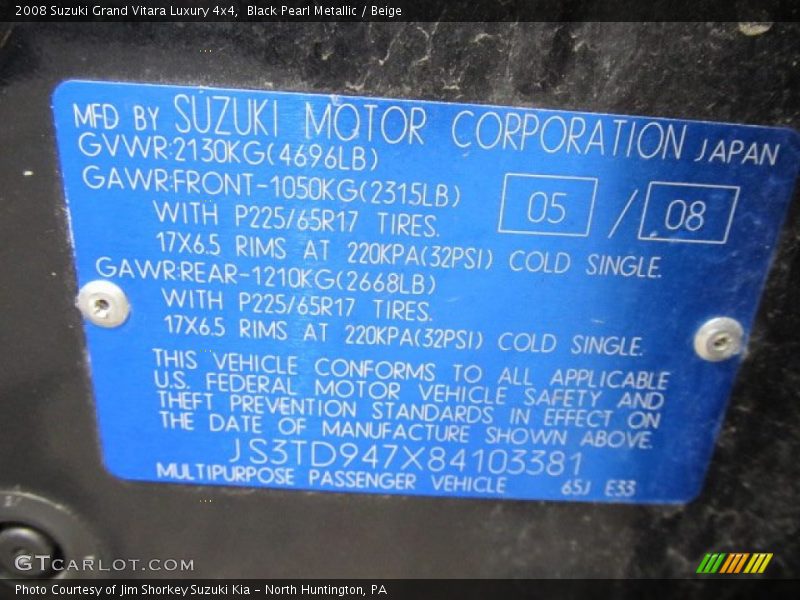 2008 Suzuki Grand Vitara Luxury 4x4,  Black Pearl Metallic / Beige
MFD BY SUZUKI MOTOR CORPORATION JAPAN
GVWR:2130KG(4696LB)
GAWR:FRONT-1050KG(2315LB)
05 / 08
WITH P225/65R17 TIRES.
17X6.5 RIMS AT 220KPA(32PSI) COLD SINGLE.
GAWR:REAR-1210KG(2668LB)
WITH P225/65R17 TIRES.
17X6.5 RIMS AT 220KPA(32PSI) COLD SINGLE.
THIS VEHICLE CONFORMS TO ALL APPLICABLE
U.S. FEDERAL MOTOR VEHICLE SAFETY AND
THEFT PREVENTION STANDARDS IN EFFECT ON
THE DATE OF MANUFACTURE SHOWN ABOVE.
JS3TD947X84103381
MULTIPURPOSE PASSENGER VEHICLE 65J E33
GTCARLOT.COM
Photo Courtesy of Jim Shorkey Suzuki Kia - North Huntington, PA